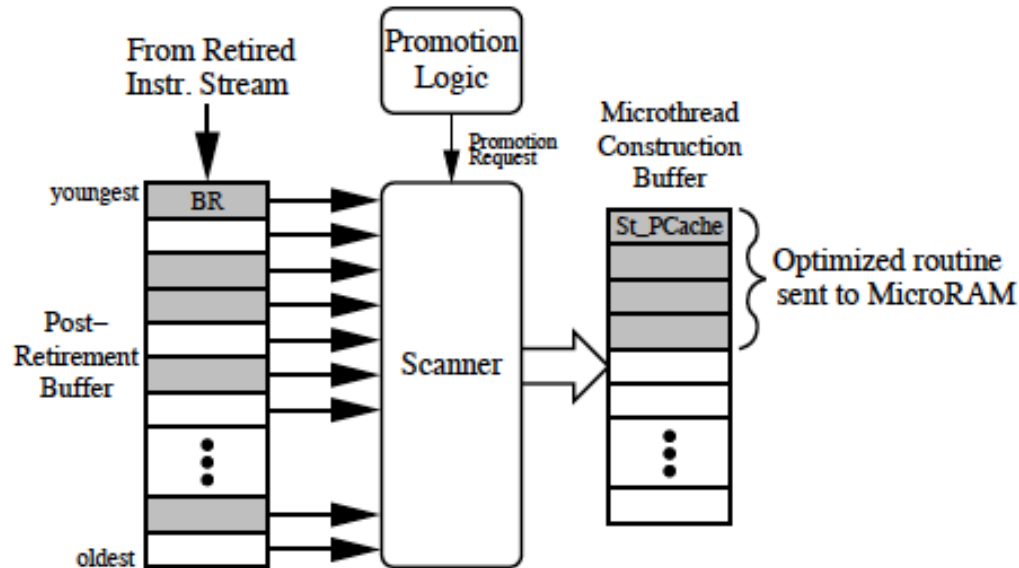 From Retired
Instr. Stream
Promotion
Logic
Promotion
Request
Microthread
Construction
Buffer
youngest
BR
St_PCache
Optimized routine
sent to MicroRAM
Post–
Retirement
Buffer
Scanner
oldest